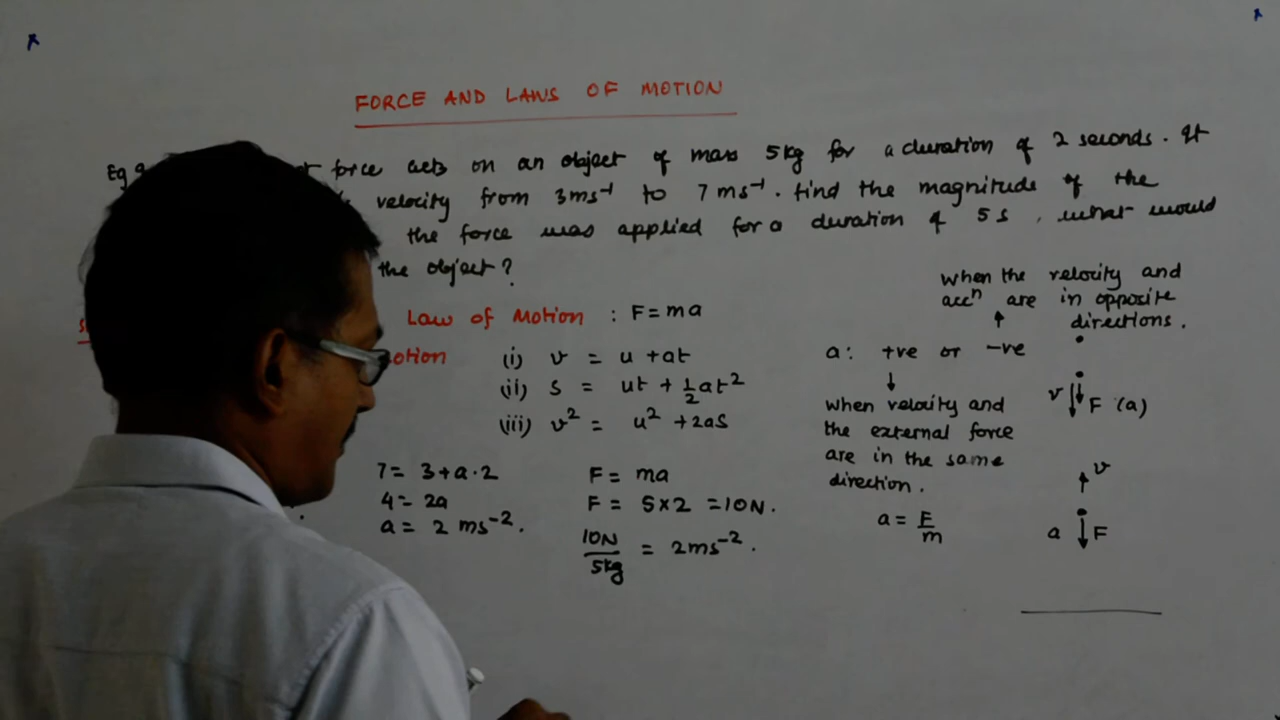 FORCE AND LAWS OF MOTION
Eg force acts on an object of mass 5kg for a duration of 2 seconds. It
velocity from 3ms⁻¹ to 7ms⁻¹. find the magnitude of the
the force was applied for a duration of 5s, what would
the object?
Law of Motion : F=ma
otion (i) v = u + at
(ii) s = ut + 1/2 at²
(iii) v² = u² + 2as
7 = 3 + a·2
4 = 2a
a = 2 ms⁻².
F = ma
F = 5×2 = 10N.
10N/5kg = 2ms⁻².
when the velocity and
accⁿ are in opposite
directions.
↑
a: +ve or -ve
↓
when velocity and
the external force
are in the same
direction.
a = F/m
v F (a)
v
a F